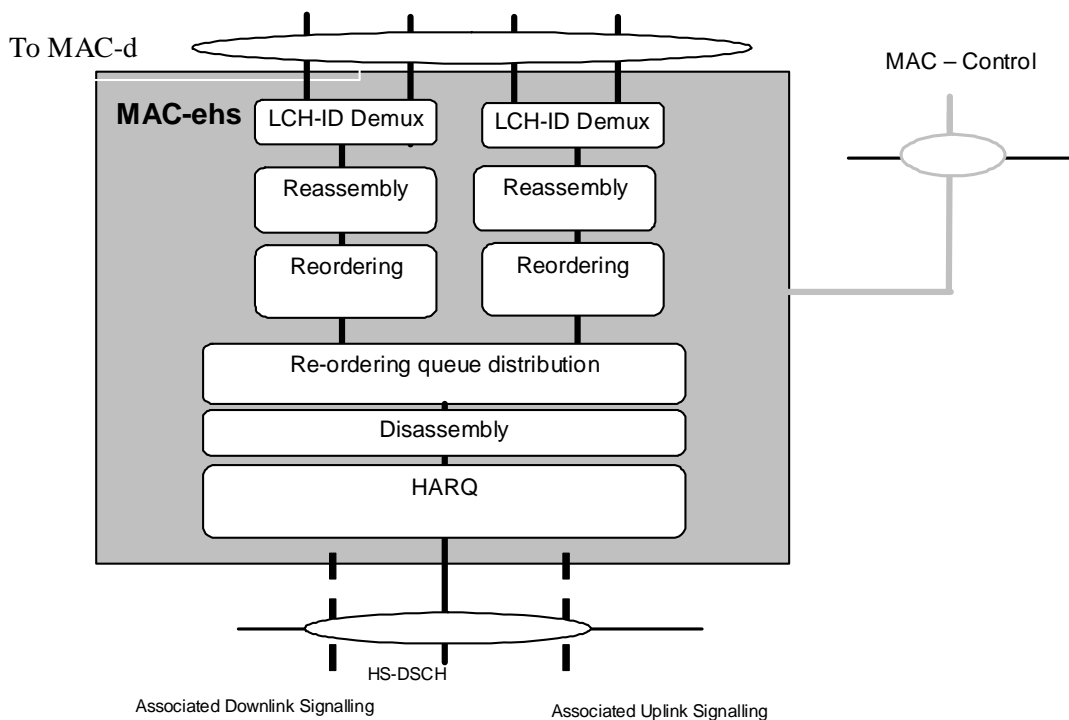 To MAC-d
MAC – Control
MAC-ehs
LCH-ID Demux
LCH-ID Demux
Reassembly
Reassembly
Reordering
Reordering
Re-ordering queue distribution
Disassembly
HARQ
HS-DSCH
Associated Downlink Signalling
Associated Uplink Signalling